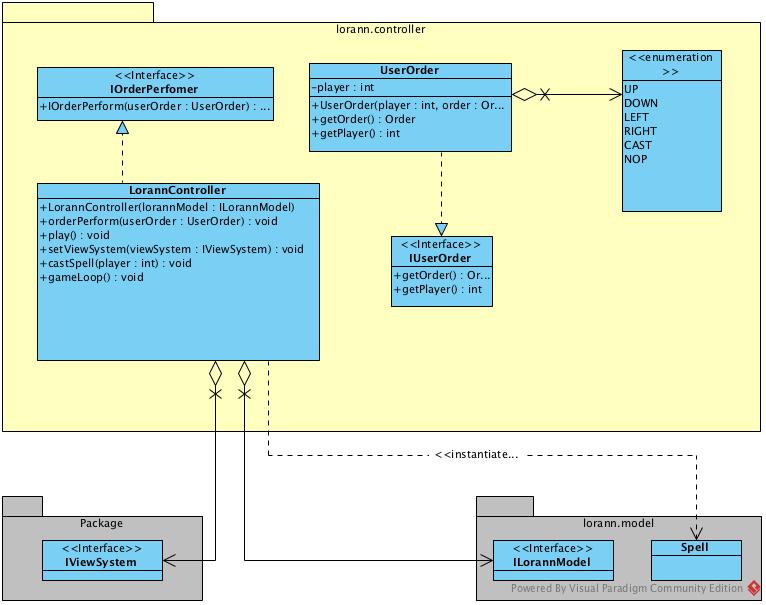 lorann.controller
<<Interface>>
IOrderPerfomer
+IOrderPerform(userOrder : UserOrder) : ...
UserOrder
-player : int
+UserOrder(player : int, order : Or...
+getOrder() : Order
+getPlayer() : int
<<enumeration
>>
UP
DOWN
LEFT
RIGHT
CAST
NOP
LorannController
+LorannController(lorannModel : ILorannModel)
+orderPerform(userOrder : UserOrder) : void
+play() : void
+setViewSystem(viewSystem : IViewSystem) : void
+castSpell(player : int) : void
+gameLoop() : void
<<Interface>>
IUserOrder
+getOrder() : Or...
+getPlayer() : int
<<instantiate...
Package
<<Interface>>
IViewSystem
lorann.model
<<Interface>>
ILorannModel
Spell
Powered By Visual Paradigm Community Edition